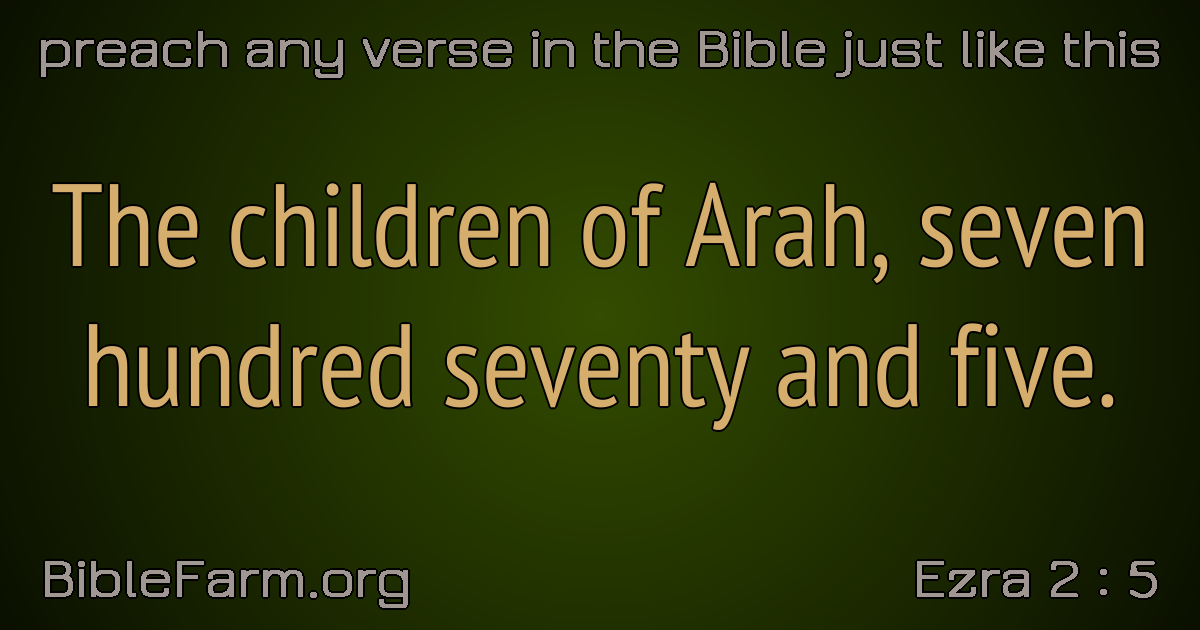 preach any verse in the Bible just like this
The children of Arah, seven
hundred seventy and five.
BibleFarm.org
Ezra 2 : 5